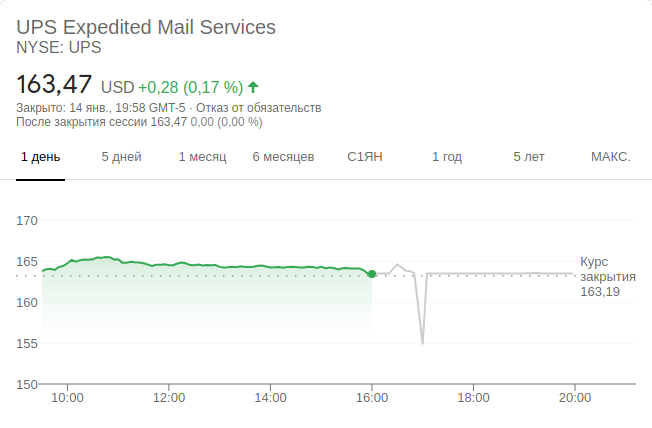 UPS Expedited Mail Services
NYSE: UPS
163,47 USD +0,28 (0,17 %)
Закрыто: 14 янв., 19:58 GMT-5 · Отказ от обязательств
После закрытия сессии 163,47 0,00 (0,00 %)
1 день 5 дней 1 месяц 6 месяцев С1ЯН 1 год 5 лет МАКС.
170
165
160
155
150
Курс
закрытия
163,19
10:00 12:00 14:00 16:00 18:00 20:00